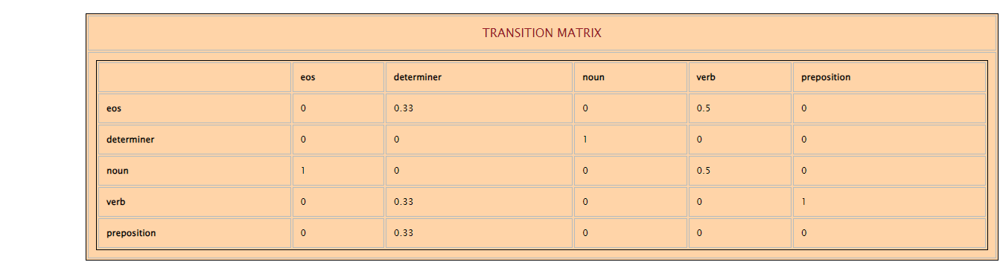 TRANSITION MATRIX
eos determiner noun verb preposition
eos 0 0.33 0 0.5 0
determiner 0 0 1 0 0
noun 1 0 0 0.5 0
verb 0 0.33 0 0 1
preposition 0 0.33 0 0 0